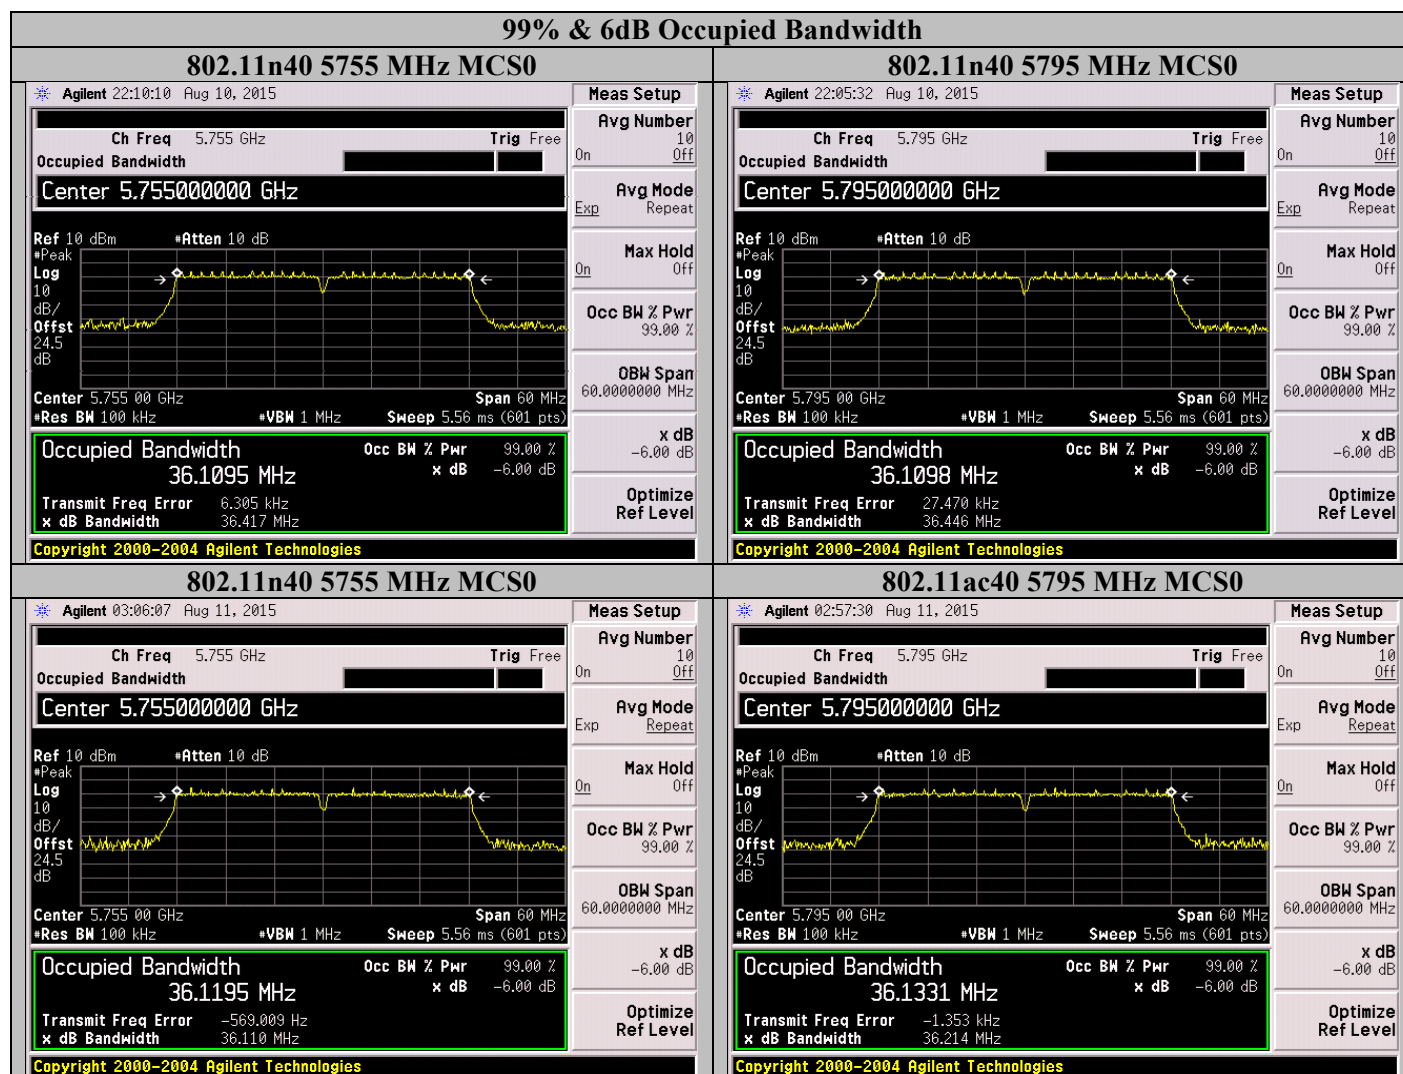 99% & 6dB Occupied Bandwidth
802.11n40 5755 MHz MCS0
Agilent 22:10:10 Aug 10, 2015
Meas Setup
Ch Freq 5.755 GHz Trig Free
Occupied Bandwidth
Center 5.755000000 GHz
Ref 10 dBm #Atten 10 dB
#Peak
Log
10
dB/
Offst
24.5
dB
Center 5.755 00 GHz Span 60 MHz
#Res BW 100 kHz #VBW 1 MHz Sweep 5.56 ms (601 pts)
Occupied Bandwidth Occ BW % Pwr 99.00 %
36.1095 MHz x dB -6.00 dB
Transmit Freq Error 6.305 kHz
x dB Bandwidth 36.417 MHz
Copyright 2000-2004 Agilent Technologies
Avg Number
10
On Off
Avg Mode
Exp Repeat
Max Hold
On Off
Occ BW % Pwr
99.00 %
OBW Span
60.0000000 MHz
x dB
-6.00 dB
Optimize
Ref Level
802.11n40 5795 MHz MCS0
Agilent 22:05:32 Aug 10, 2015
Meas Setup
Ch Freq 5.795 GHz Trig Free
Occupied Bandwidth
Center 5.795000000 GHz
Ref 10 dBm #Atten 10 dB
#Peak
Log
10
dB/
Offst
24.5
dB
Center 5.795 00 GHz Span 60 MHz
#Res BW 100 kHz #VBW 1 MHz Sweep 5.56 ms (601 pts)
Occupied Bandwidth Occ BW % Pwr 99.00 %
36.1098 MHz x dB -6.00 dB
Transmit Freq Error 27.470 kHz
x dB Bandwidth 36.446 MHz
Copyright 2000-2004 Agilent Technologies
Avg Number
10
On Off
Avg Mode
Exp Repeat
Max Hold
On Off
Occ BW % Pwr
99.00 %
OBW Span
60.0000000 MHz
x dB
-6.00 dB
Optimize
Ref Level
802.11n40 5755 MHz MCS0
Agilent 03:06:07 Aug 11, 2015
Meas Setup
Ch Freq 5.755 GHz Trig Free
Occupied Bandwidth
Center 5.755000000 GHz
Ref 10 dBm #Atten 10 dB
#Peak
Log
10
dB/
Offst
24.5
dB
Center 5.755 00 GHz Span 60 MHz
#Res BW 100 kHz #VBW 1 MHz Sweep 5.56 ms (601 pts)
Occupied Bandwidth Occ BW % Pwr 99.00 %
36.1195 MHz x dB -6.00 dB
Transmit Freq Error -569.009 Hz
x dB Bandwidth 36.110 MHz
Copyright 2000-2004 Agilent Technologies
Avg Number
10
On Off
Avg Mode
Exp Repeat
Max Hold
On Off
Occ BW % Pwr
99.00 %
OBW Span
60.0000000 MHz
x dB
-6.00 dB
Optimize
Ref Level
802.11ac40 5795 MHz MCS0
Agilent 02:57:30 Aug 11, 2015
Meas Setup
Ch Freq 5.795 GHz Trig Free
Occupied Bandwidth
Center 5.795000000 GHz
Ref 10 dBm #Atten 10 dB
#Peak
Log
10
dB/
Offst
24.5
dB
Center 5.795 00 GHz Span 60 MHz
#Res BW 100 kHz #VBW 1 MHz Sweep 5.56 ms (601 pts)
Occupied Bandwidth Occ BW % Pwr 99.00 %
36.1331 MHz x dB -6.00 dB
Transmit Freq Error -1.353 kHz
x dB Bandwidth 36.214 MHz
Copyright 2000-2004 Agilent Technologies
Avg Number
10
On Off
Avg Mode
Exp Repeat
Max Hold
On Off
Occ BW % Pwr
99.00 %
OBW Span
60.0000000 MHz
x dB
-6.00 dB
Optimize
Ref Level